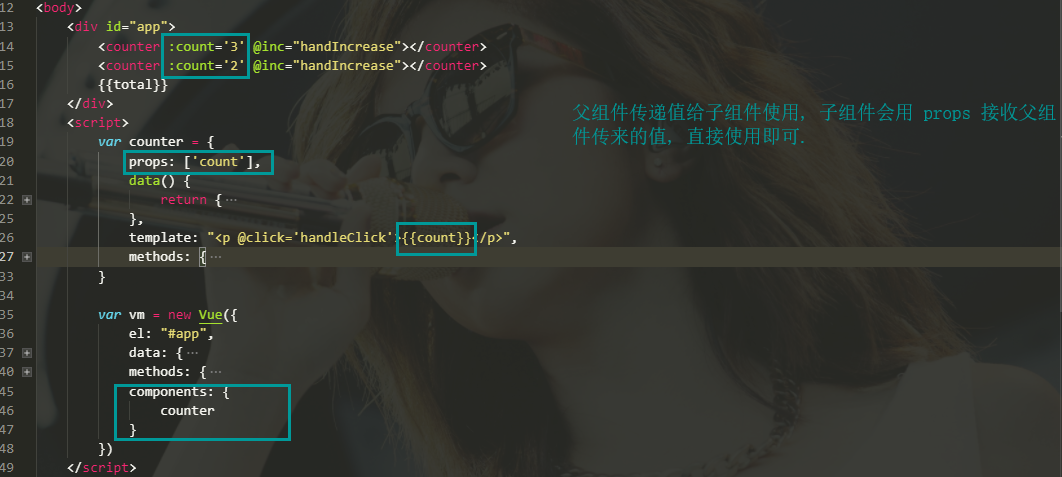 12 <body>
13 <div id="app">
14 <counter :count='3' @inc="handIncrease"></counter>
15 <counter :count='2' @inc="handIncrease"></counter>
16 {{total}}
17 </div>
18 <script>
19 var counter = {
20 props: ['count'],
21 data() {
22 return { ···
25 },
26 template: "<p @click='handleClick'>{{count}}</p>",
27 methods: { ···
33 }
34
35 var vm = new Vue({
36 el: "#app",
37 data: { ···
40 methods: { ···
45 components: {
46 counter
47 }
48 })
49 </script>
父组件传递值给子组件使用, 子组件会用 props 接收父组
件传来的值, 直接使用即可.